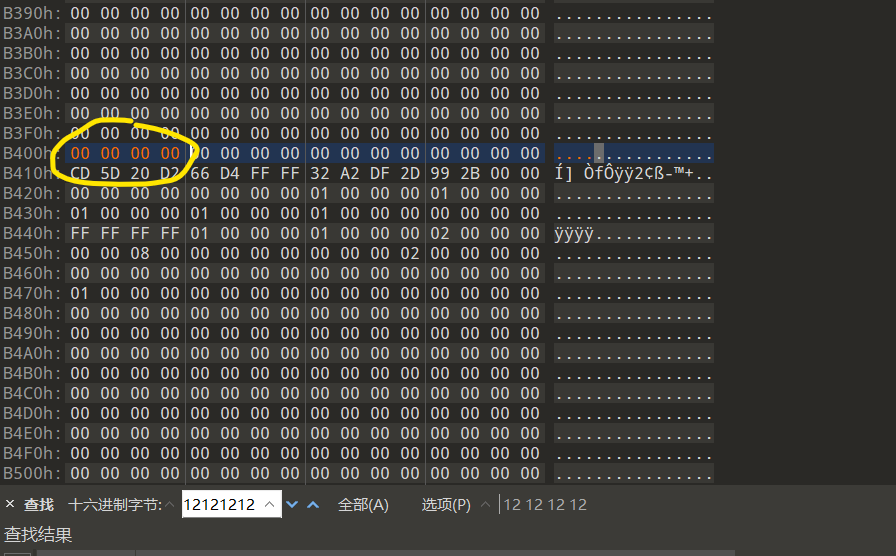 B390h: 00 00 00 00 00 00 00 00 00 00 00 00 00 00 00 00 ................
B3A0h: 00 00 00 00 00 00 00 00 00 00 00 00 00 00 00 00 ................
B3B0h: 00 00 00 00 00 00 00 00 00 00 00 00 00 00 00 00 ................
B3C0h: 00 00 00 00 00 00 00 00 00 00 00 00 00 00 00 00 ................
B3D0h: 00 00 00 00 00 00 00 00 00 00 00 00 00 00 00 00 ................
B3E0h: 00 00 00 00 00 00 00 00 00 00 00 00 00 00 00 00 ................
B3F0h: 00 00 00 00 00 00 00 00 00 00 00 00 00 00 00 00 ................
B400h: 00 00 00 00 00 00 00 00 00 00 00 00 00 00 00 00 ................
B410h: CD 5D 20 D2 66 D4 FF FF 32 A2 DF 2D 99 2B 00 00 Í] ÒfÔÿÿ2¢ß-™+..
B420h: 00 00 00 00 00 00 00 00 01 00 00 00 01 00 00 00 ................
B430h: 01 00 00 00 01 00 00 00 01 00 00 00 00 00 00 00 ................
B440h: FF FF FF FF 01 00 00 00 01 00 00 00 02 00 00 00 ÿÿÿÿ............
B450h: 00 00 08 00 00 00 00 00 00 00 00 02 00 00 00 00 ................
B460h: 00 00 00 00 00 00 00 00 00 00 00 00 00 00 00 00 ................
B470h: 01 00 00 00 00 00 00 00 00 00 00 00 00 00 00 00 ................
B480h: 00 00 00 00 00 00 00 00 00 00 00 00 00 00 00 00 ................
B490h: 00 00 00 00 00 00 00 00 00 00 00 00 00 00 00 00 ................
B4A0h: 00 00 00 00 00 00 00 00 00 00 00 00 00 00 00 00 ................
B4B0h: 00 00 00 00 00 00 00 00 00 00 00 00 00 00 00 00 ................
B4C0h: 00 00 00 00 00 00 00 00 00 00 00 00 00 00 00 00 ................
B4D0h: 00 00 00 00 00 00 00 00 00 00 00 00 00 00 00 00 ................
B4E0h: 00 00 00 00 00 00 00 00 00 00 00 00 00 00 00 00 ................
B4F0h: 00 00 00 00 00 00 00 00 00 00 00 00 00 00 00 00 ................
B500h: 00 00 00 00 00 00 00 00 00 00 00 00 00 00 00 00 ................
× 查找 十六进制字节: 12121212 全部(A) 选项(P) 12 12 12 12
查找结果